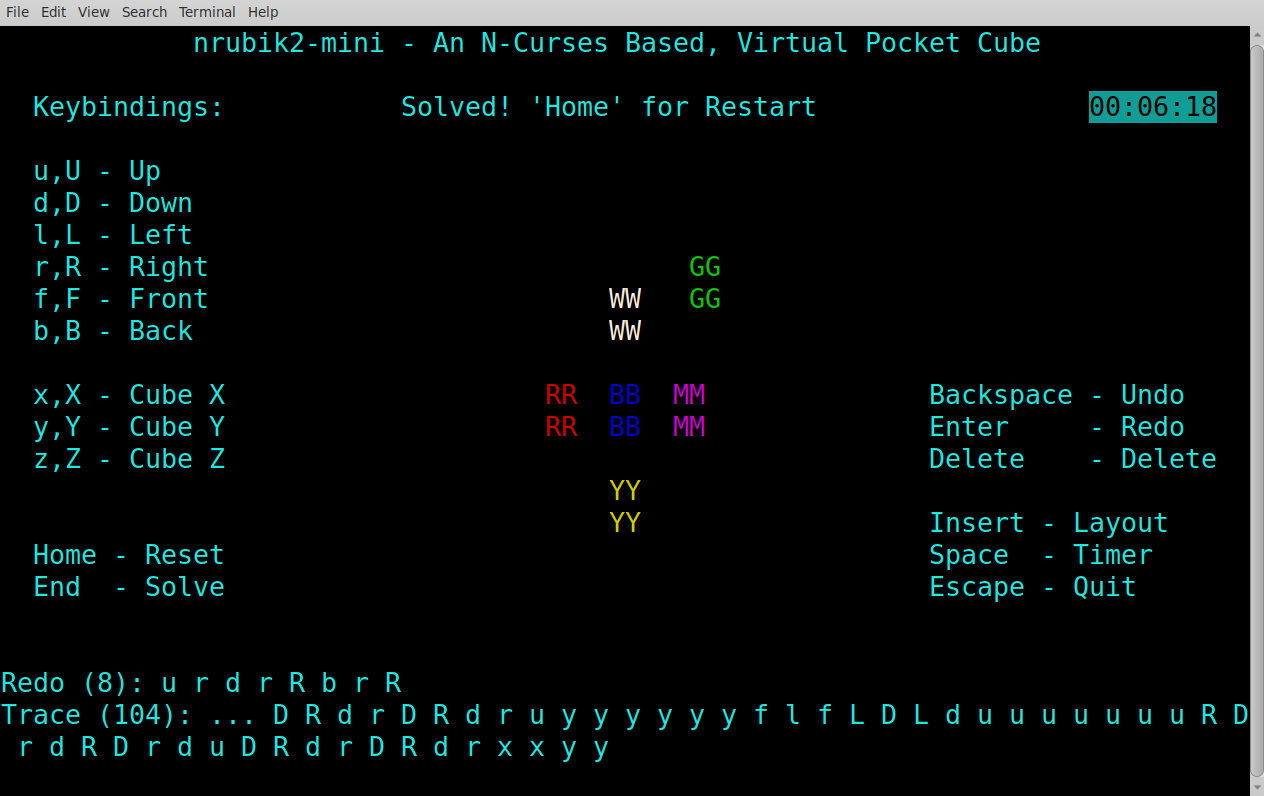 File Edit View Search Terminal Help
nrubik2-mini - An N-Curses Based, Virtual Pocket Cube
Keybindings: Solved! 'Home' for Restart 00:06:18
u,U - Up
d,D - Down
l,L - Left
r,R - Right GG
f,F - Front WW GG
b,B - Back WW
x,X - Cube X RR BB MM Backspace - Undo
y,Y - Cube Y RR BB MM Enter - Redo
z,Z - Cube Z Delete - Delete
YY
YY Insert - Layout
Home - Reset Space - Timer
End - Solve Escape - Quit
Redo (8): u r d r R b r R
Trace (104): ... D R d r D R d r u y y y y y y f l f L D L d u u u u u u u R D
r d R D r d u D R d r D R d r x x y y